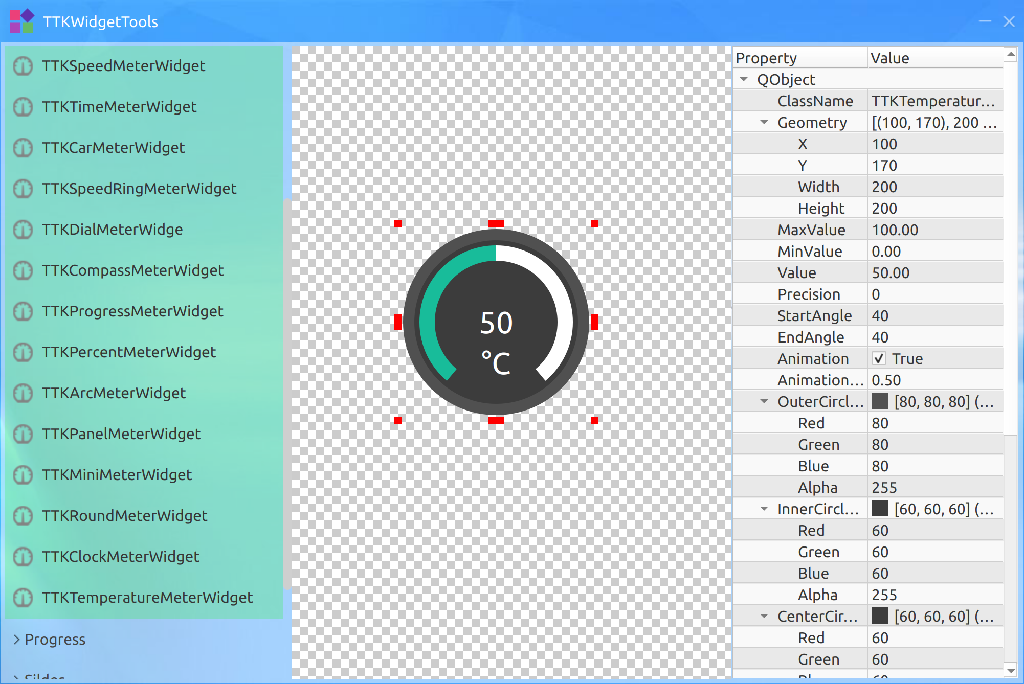 TTKWidgetTools
TTKSpeedMeterWidget
TTKTimeMeterWidget
TTKCarMeterWidget
TTKSpeedRingMeterWidget
TTKDialMeterWidge
TTKCompassMeterWidget
TTKProgressMeterWidget
TTKPercentMeterWidget
TTKArcMeterWidget
TTKPanelMeterWidget
TTKMiniMeterWidget
TTKRoundMeterWidget
TTKClockMeterWidget
TTKTemperatureMeterWidget
Progress
50
°C
Property Value
QObject
ClassName TTKTemperatur...
Geometry [(100, 170), 200 ...
X 100
Y 170
Width 200
Height 200
MaxValue 100.00
MinValue 0.00
Value 50.00
Precision 0
StartAngle 40
EndAngle 40
Animation True
Animation... 0.50
OuterCircl... [80, 80, 80] (...
Red 80
Green 80
Blue 80
Alpha 255
InnerCircl... [60, 60, 60] (...
Red 60
Green 60
Blue 60
Alpha 255
CenterCir... [60, 60, 60] (...
Red 60
Green 60